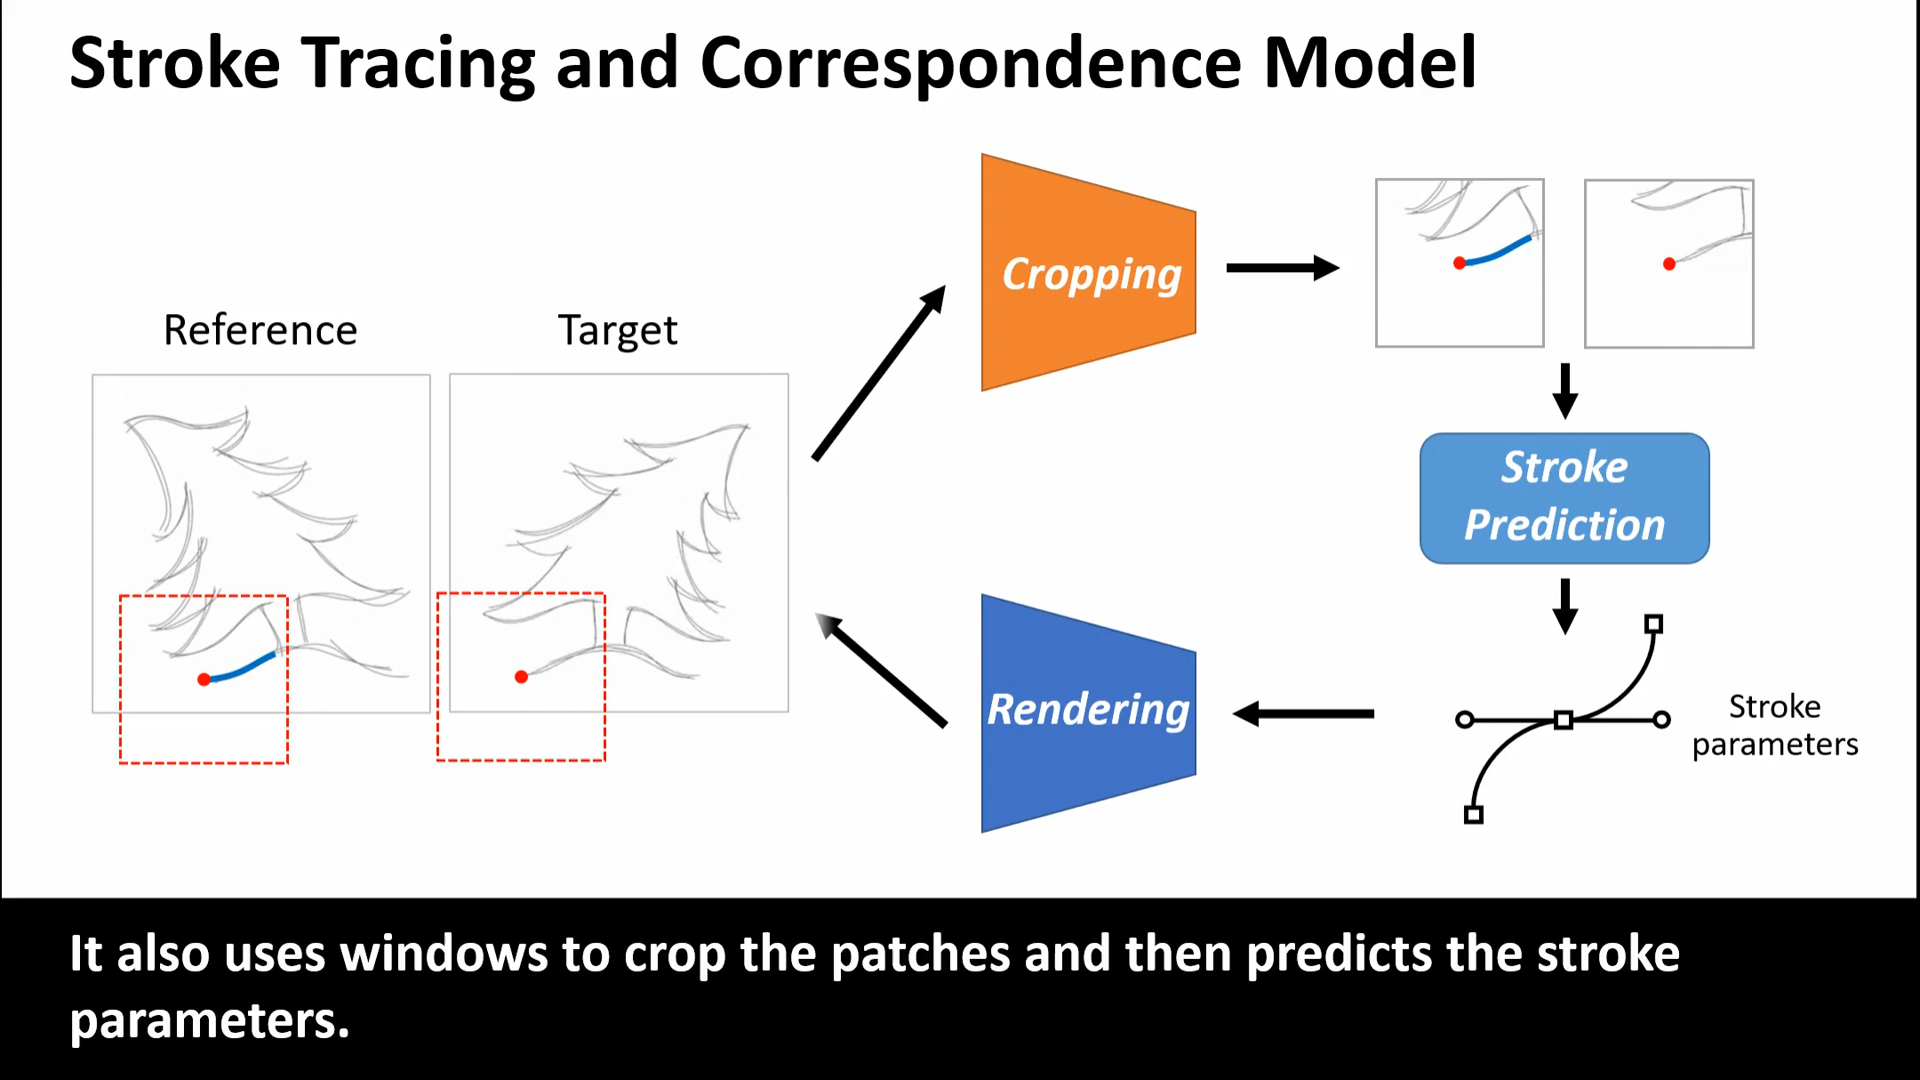 Stroke Tracing and Correspondence Model
Reference
Target
Cropping
Stroke
Prediction
Stroke
parameters
Rendering
It also uses windows to crop the patches and then predicts the stroke
parameters.